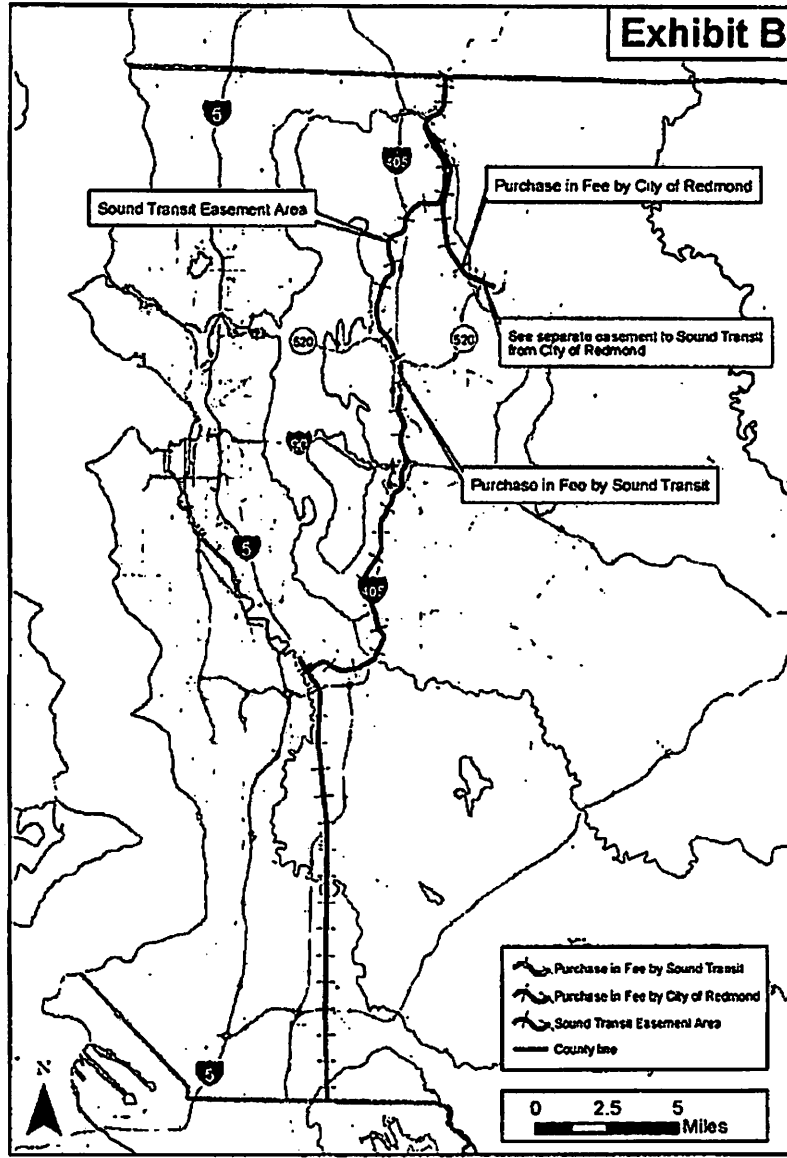 Exhibit B
5
405
Purchase in Fee by City of Redmond
Sound Transit Easement Area
520
520
See separate easement to Sound Transit
from City of Redmond
Purchase in Fee by Sound Transit
5
405
Purchase in Fee by Sound Transit
Purchase in Fee by City of Redmond
Sound Transit Easement Area
County line
N
5
0 2.5 5
Miles